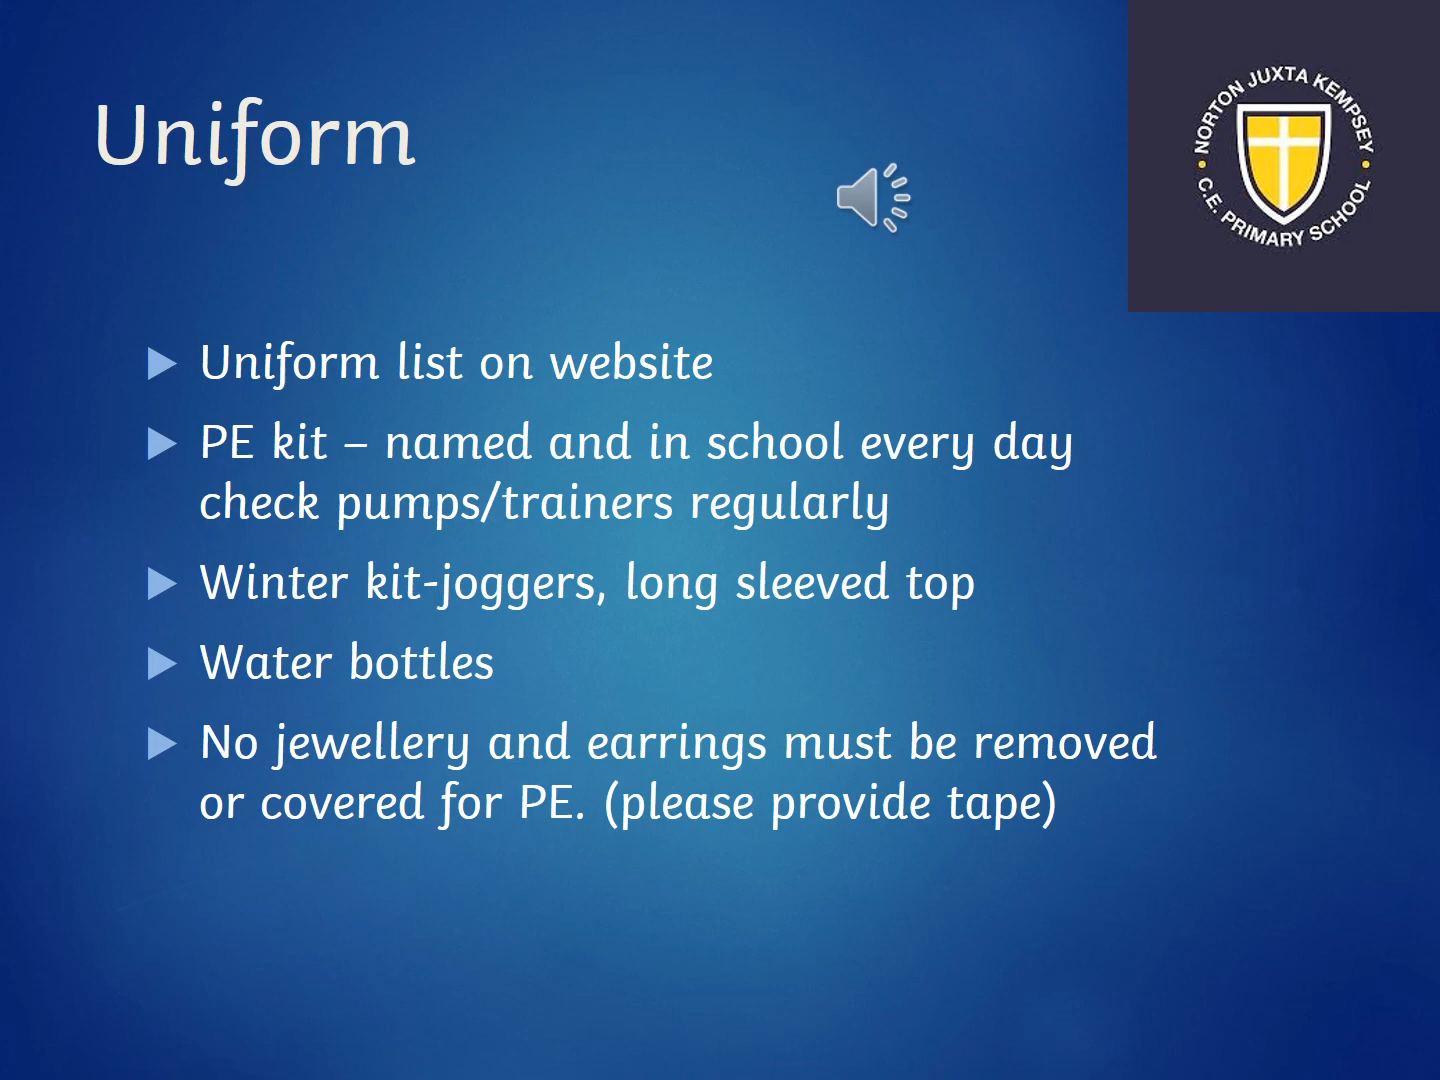 Uniform
NORTON JUXTA KEMPSEY
C.E. PRIMARY SCHOOL
Uniform list on website
PE kit – named and in school every day
check pumps/trainers regularly
Winter kit-joggers, long sleeved top
Water bottles
No jewellery and earrings must be removed
or covered for PE. (please provide tape)